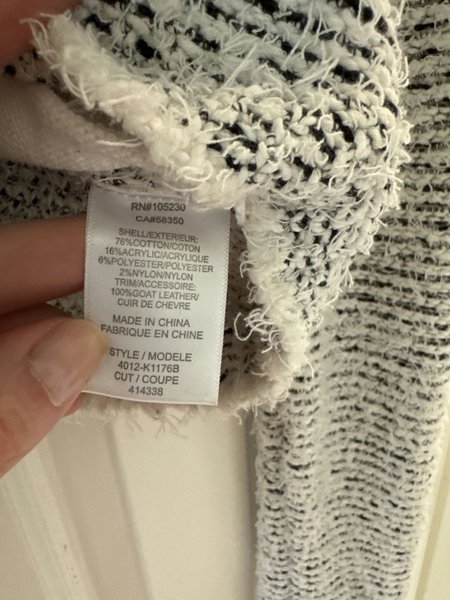 RN#105230
CA#58350
SHELL/EXTERIEUR:
76%COTTON/COTON
16%ACRYLIC/ACRYLIQUE
6%POLYESTER/POLYESTER
2%NYLON/NYLON
TRIM/ACCESSOIRE:
100%GOAT LEATHER/
CUIR DE CHEVRE
MADE IN CHINA
FABRIQUE EN CHINE
STYLE / MODELE
4012-K1176B
CUT / COUPE
414338